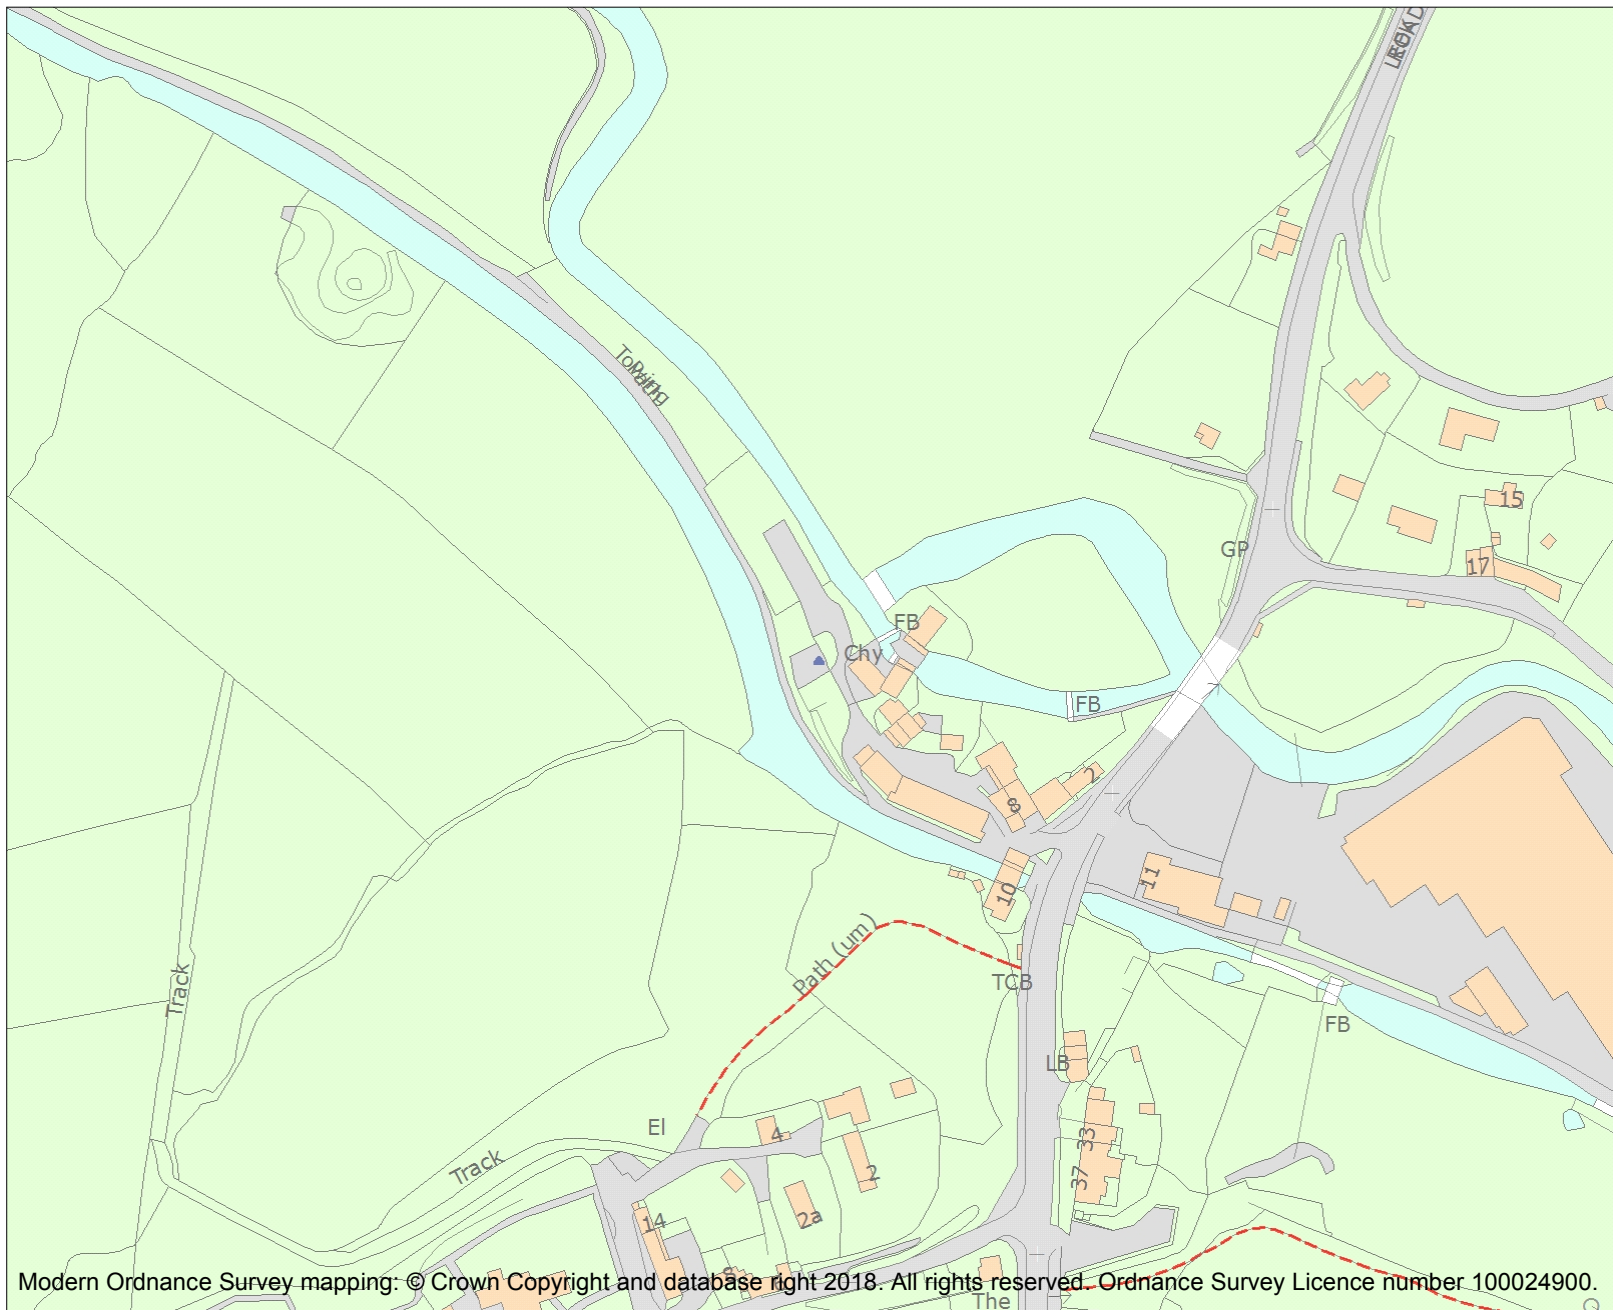 Towing
Path
15
GP
17
FB
Chy
FB
2
8
11
10
Path (um)
Track
TCB
FB
LB
El
4
33
Track
2
37
2a
14
Modern Ordnance Survey mapping: © Crown Copyright and database right 2018. All rights reserved. Ordnance Survey Licence number 100024900.
The